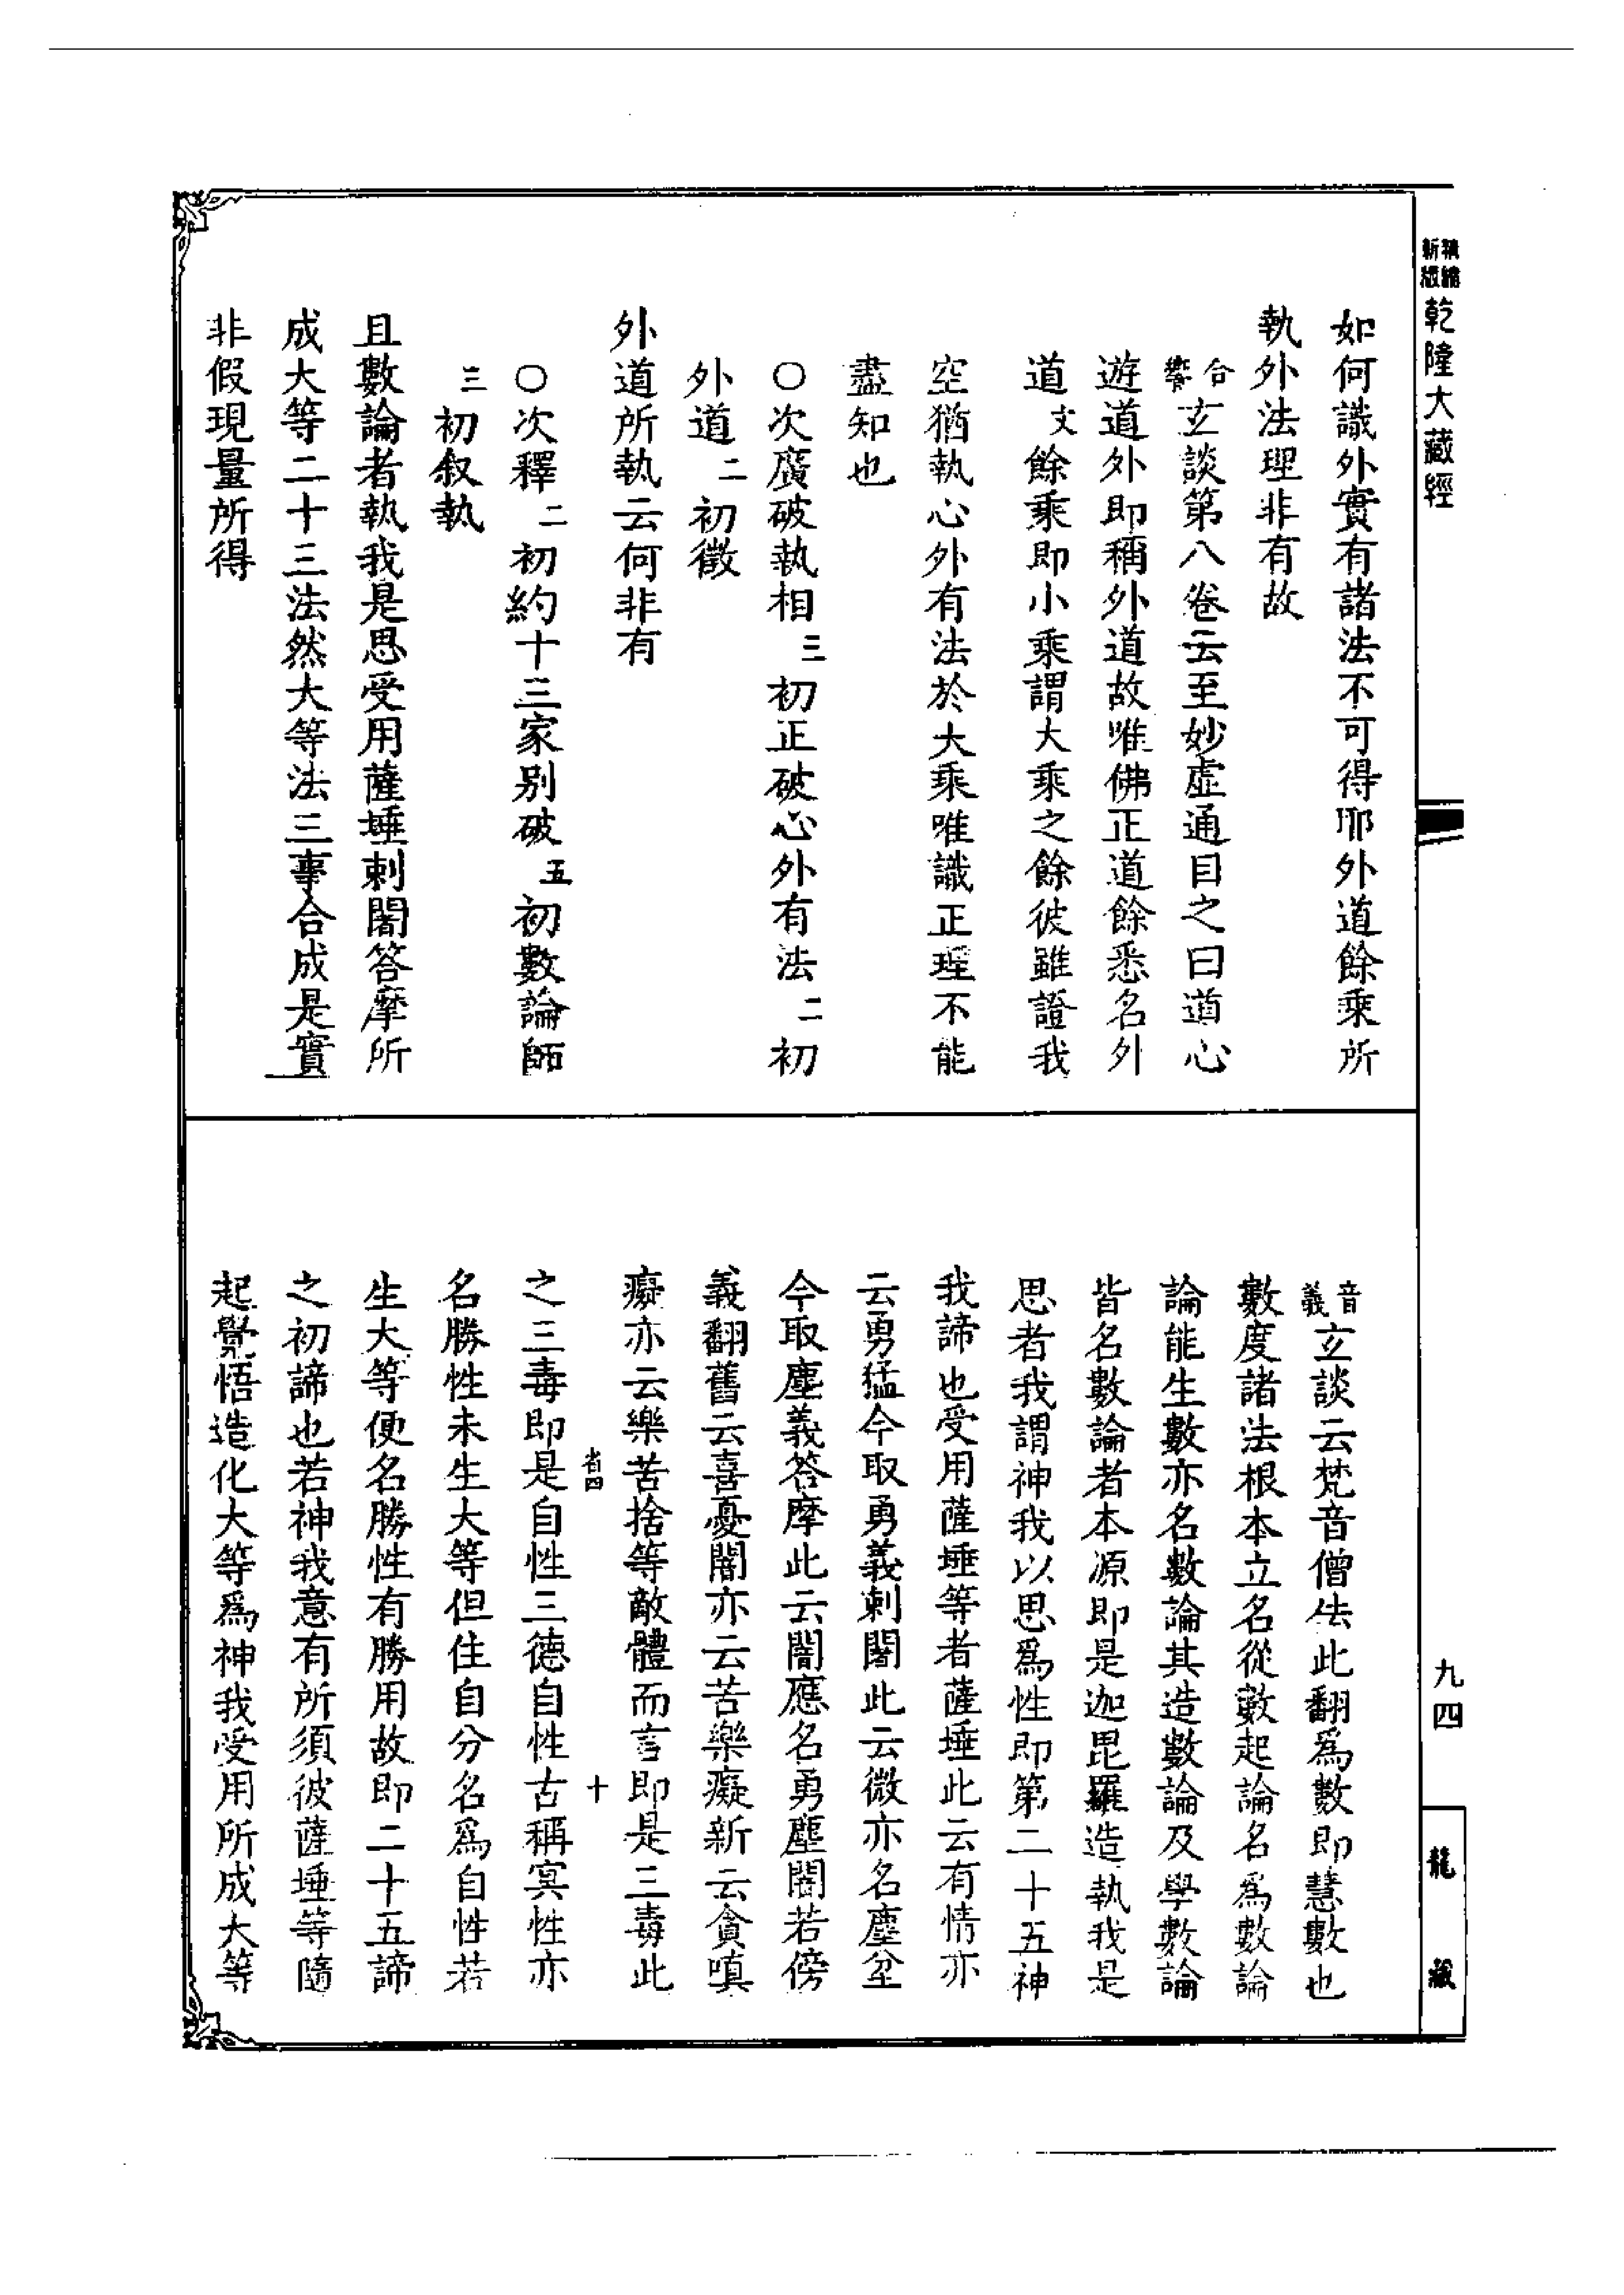 新版精縮
乾隆大藏經
如何識外實有諸法不可得耶外道餘乘所
執外法理非有故
合響玄談第八卷云至妙虛通目之曰道心
遊道外即稱外道故唯佛正道餘悉名外
道文餘乘即小乘謂大乘之餘彼雖證我
空猶執心外有法於大乘唯識正理不能
盡知也
○次廣破執相三初正破心外有法二初
外道二初徵
外道所執云何非有
○次釋二初約十三家別破五初數論師
三初叙執
且數論者執我是思受用薩埵刺闍答摩所
成大等二十三法然大等法三事合成是實
非假現量所得
音義玄談云梵音僧佉此翻爲數即慧數也
數度諸法根本立名從數起論名爲數論
論能生數亦名數論其造數論及學數論
皆名數論者本源即是迦毘羅造執我是
思者我謂神我以思爲性即第二十五神
我諦也受用薩埵等者薩埵此云有情亦
云勇猛今取勇義刺闍此云微亦名塵坌
今取塵義答摩此云闇應名勇塵闇若傍
義翻舊云喜憂闇亦云苦樂癡新云貪嗔
癡亦云樂苦捨等敵體而言即是三毒此
省四
十
之三毒即是自性三德自性古稱冥性亦
名勝性未生大等但住自分名爲自性若
生大等便名勝性有勝用故即二十五諦
之初諦也若神我意有所須彼薩埵等隨
起覺悟造化大等爲神我受用所成大等
九四
龍藏